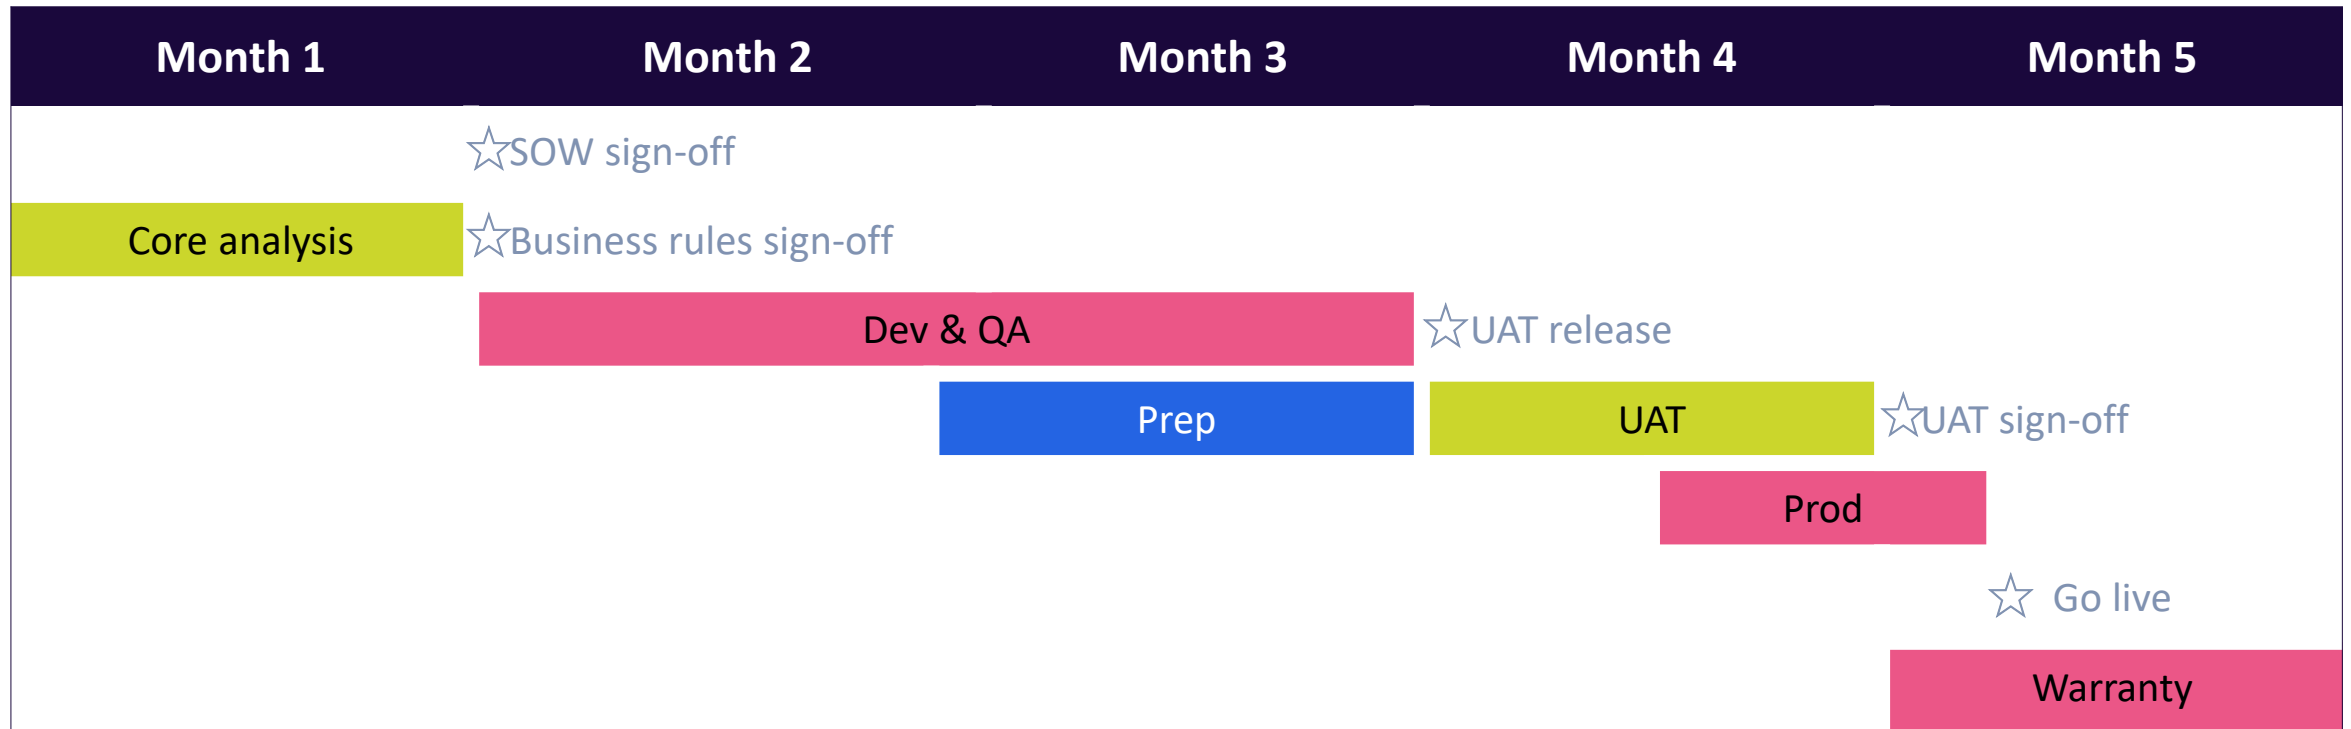 Month 1 Month 2 Month 3 Month 4 Month 5
SOW sign-off
Core analysis Business rules sign-off
Dev & QA UAT release
Prep UAT UAT sign-off
Prod
Go live
Warranty